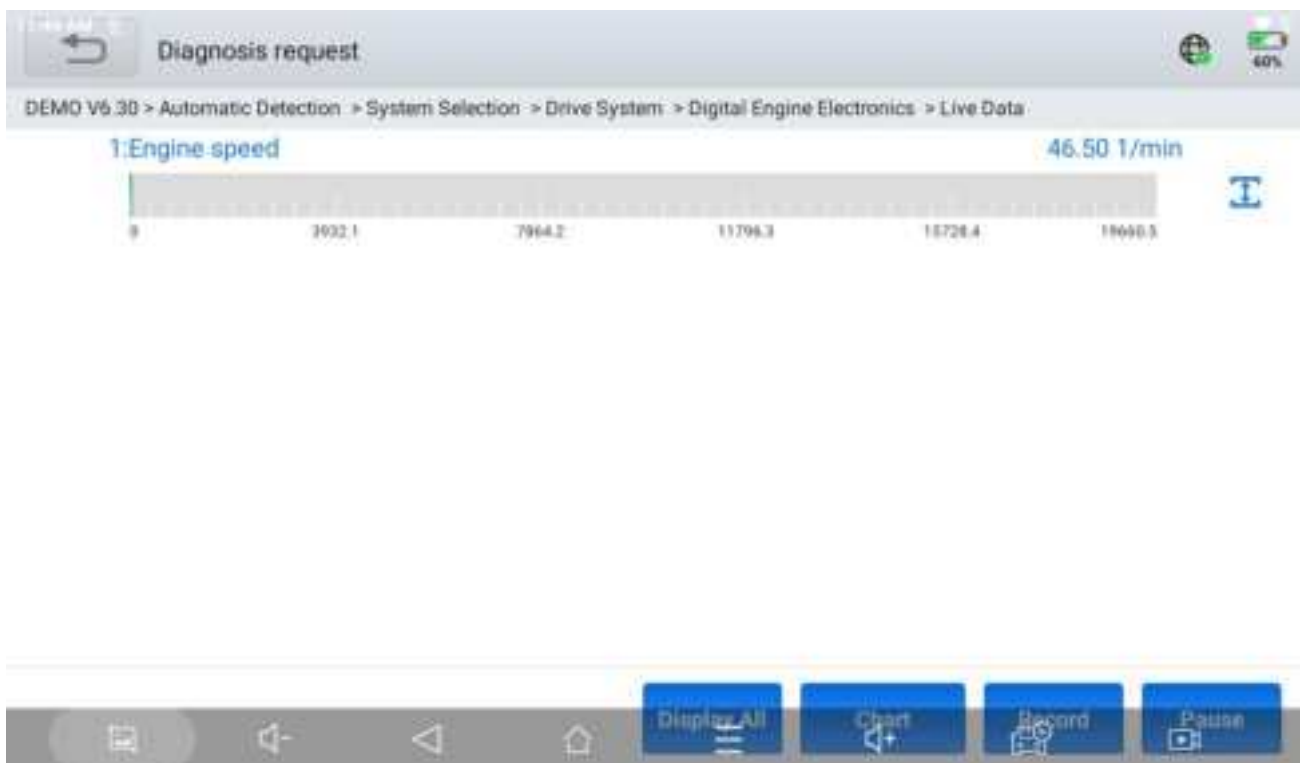 Diagnosis request
60%
DEMO V6.30 > Automatic Detection > System Selection > Drive System > Digital Engine Electronics > Live Data
1:Engine speed 46.50 1/min
0 3932.1 7864.2 11796.3 15728.4 19660.5
Display All Chart Record Pause